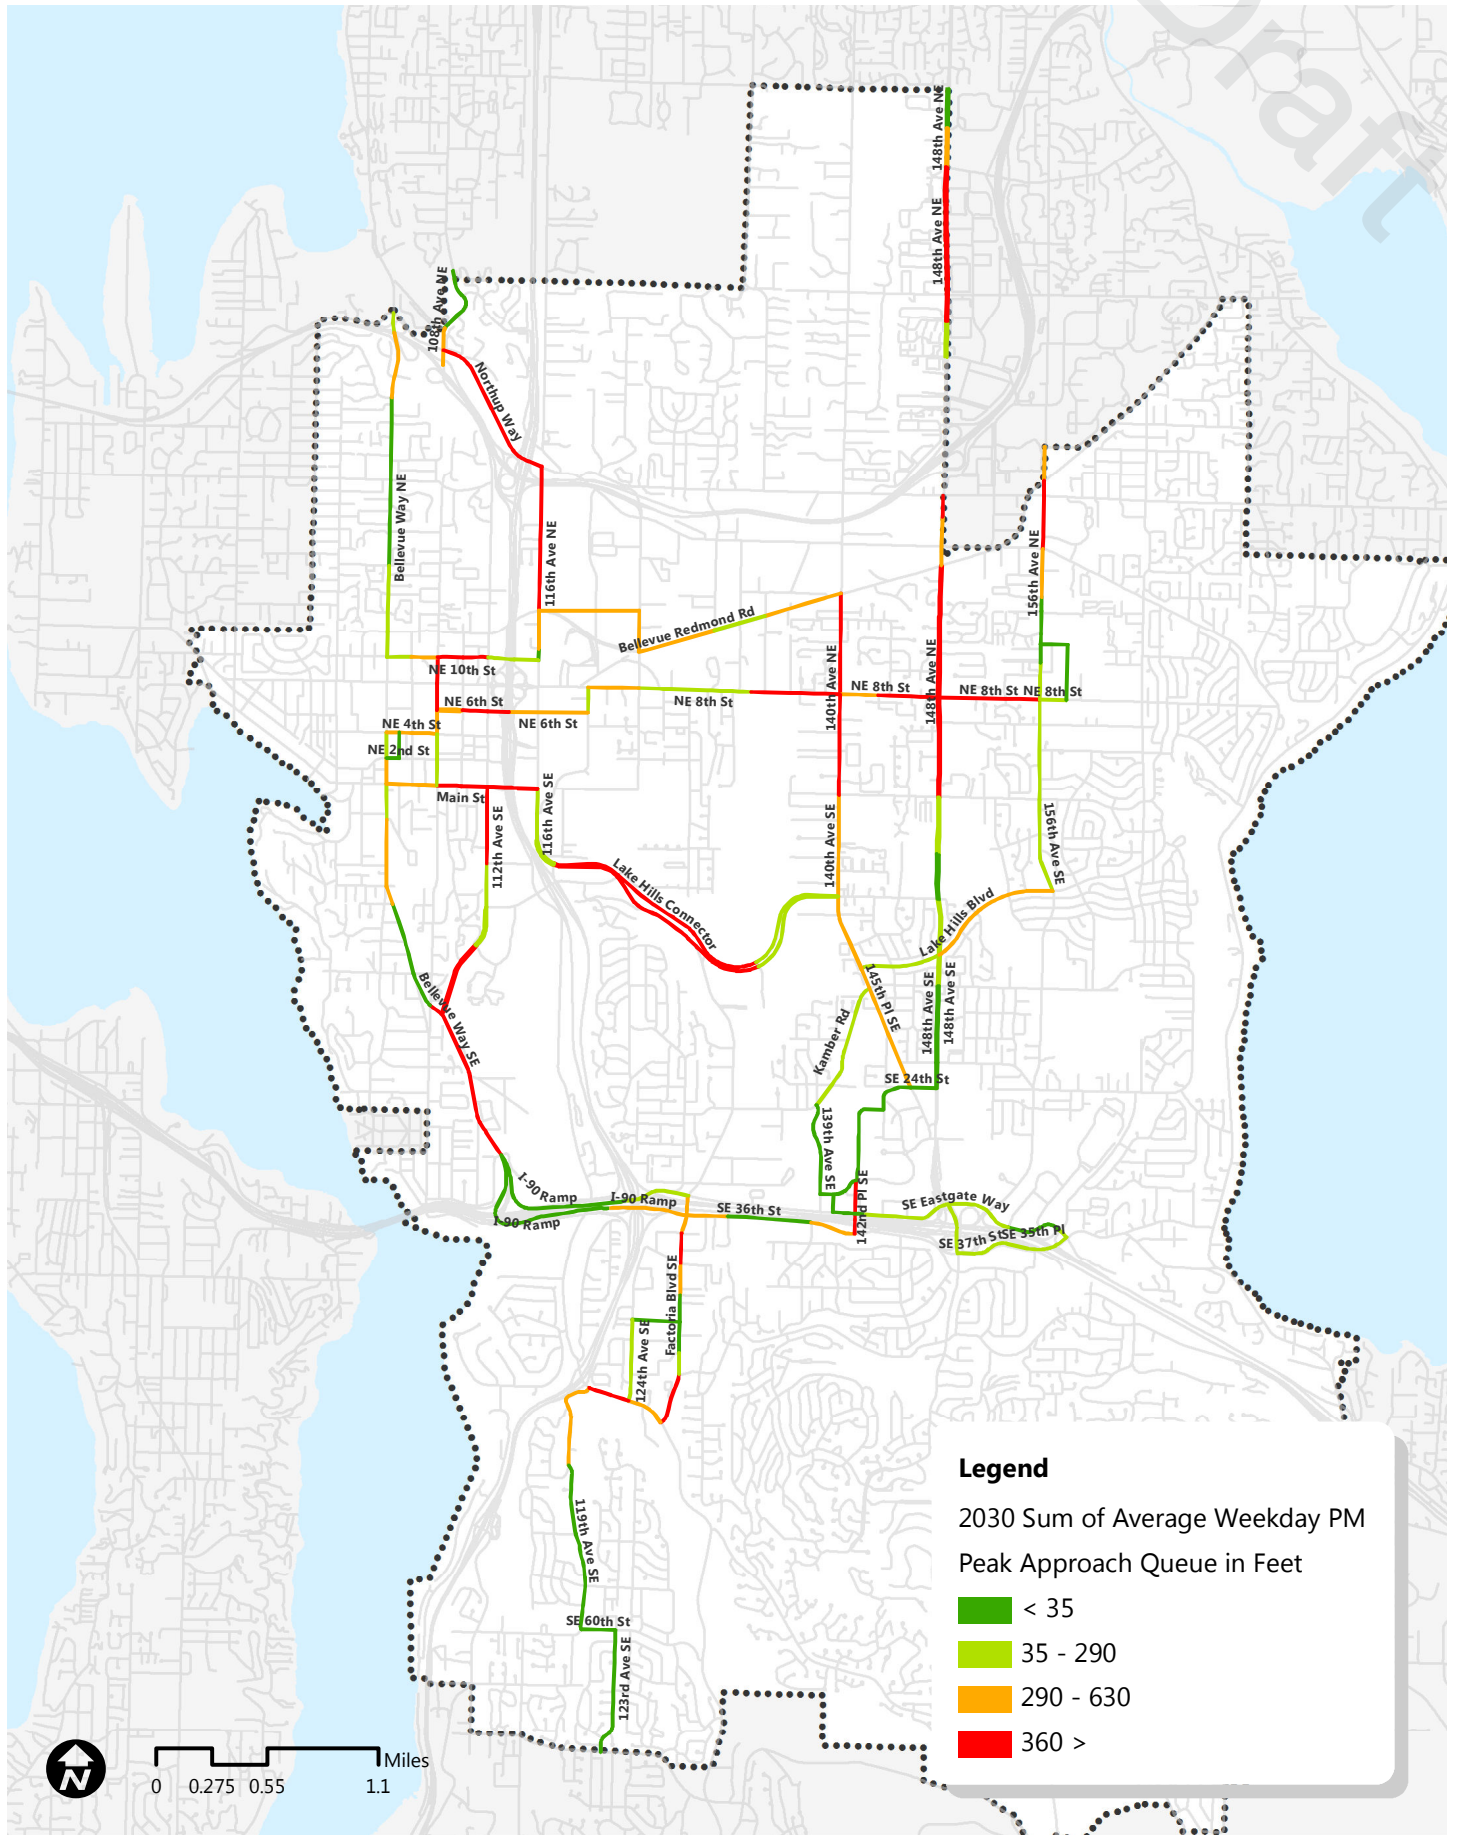 Draft
148th Ave NE
148th Ave NE
108th Ave NE
Northup Way
Bellevue Way NE
116th Ave NE
156th Ave NE
Bellevue Redmond Rd
NE 10th St
140th Ave NE
148th Ave NE
NE 8th St
NE 8th St
NE 8th St
NE 8th St
NE 6th St
NE 6th St
NE 4th St
NE 2nd St
Main St
112th Ave SE
116th Ave SE
140th Ave SE
156th Ave SE
Lake Hills Connector
Lake Hills Blvd
145th Pl SE
148th Ave SE
148th Ave SE
Bellevue Way SE
Kamber Rd
SE 24th St
139th Ave SE
142nd Pl SE
I-90 Ramp
I-90 Ramp
I-90 Ramp
SE 36th St
SE Eastgate Way
SE 37th St
SE 35th Pl
Factoria Blvd SE
124th Ave SE
119th Ave SE
SE 60th St
123rd Ave SE
Legend
2030 Sum of Average Weekday PM
Peak Approach Queue in Feet
< 35
35 - 290
290 - 630
360 >
N
Miles
0 0.275 0.55 1.1